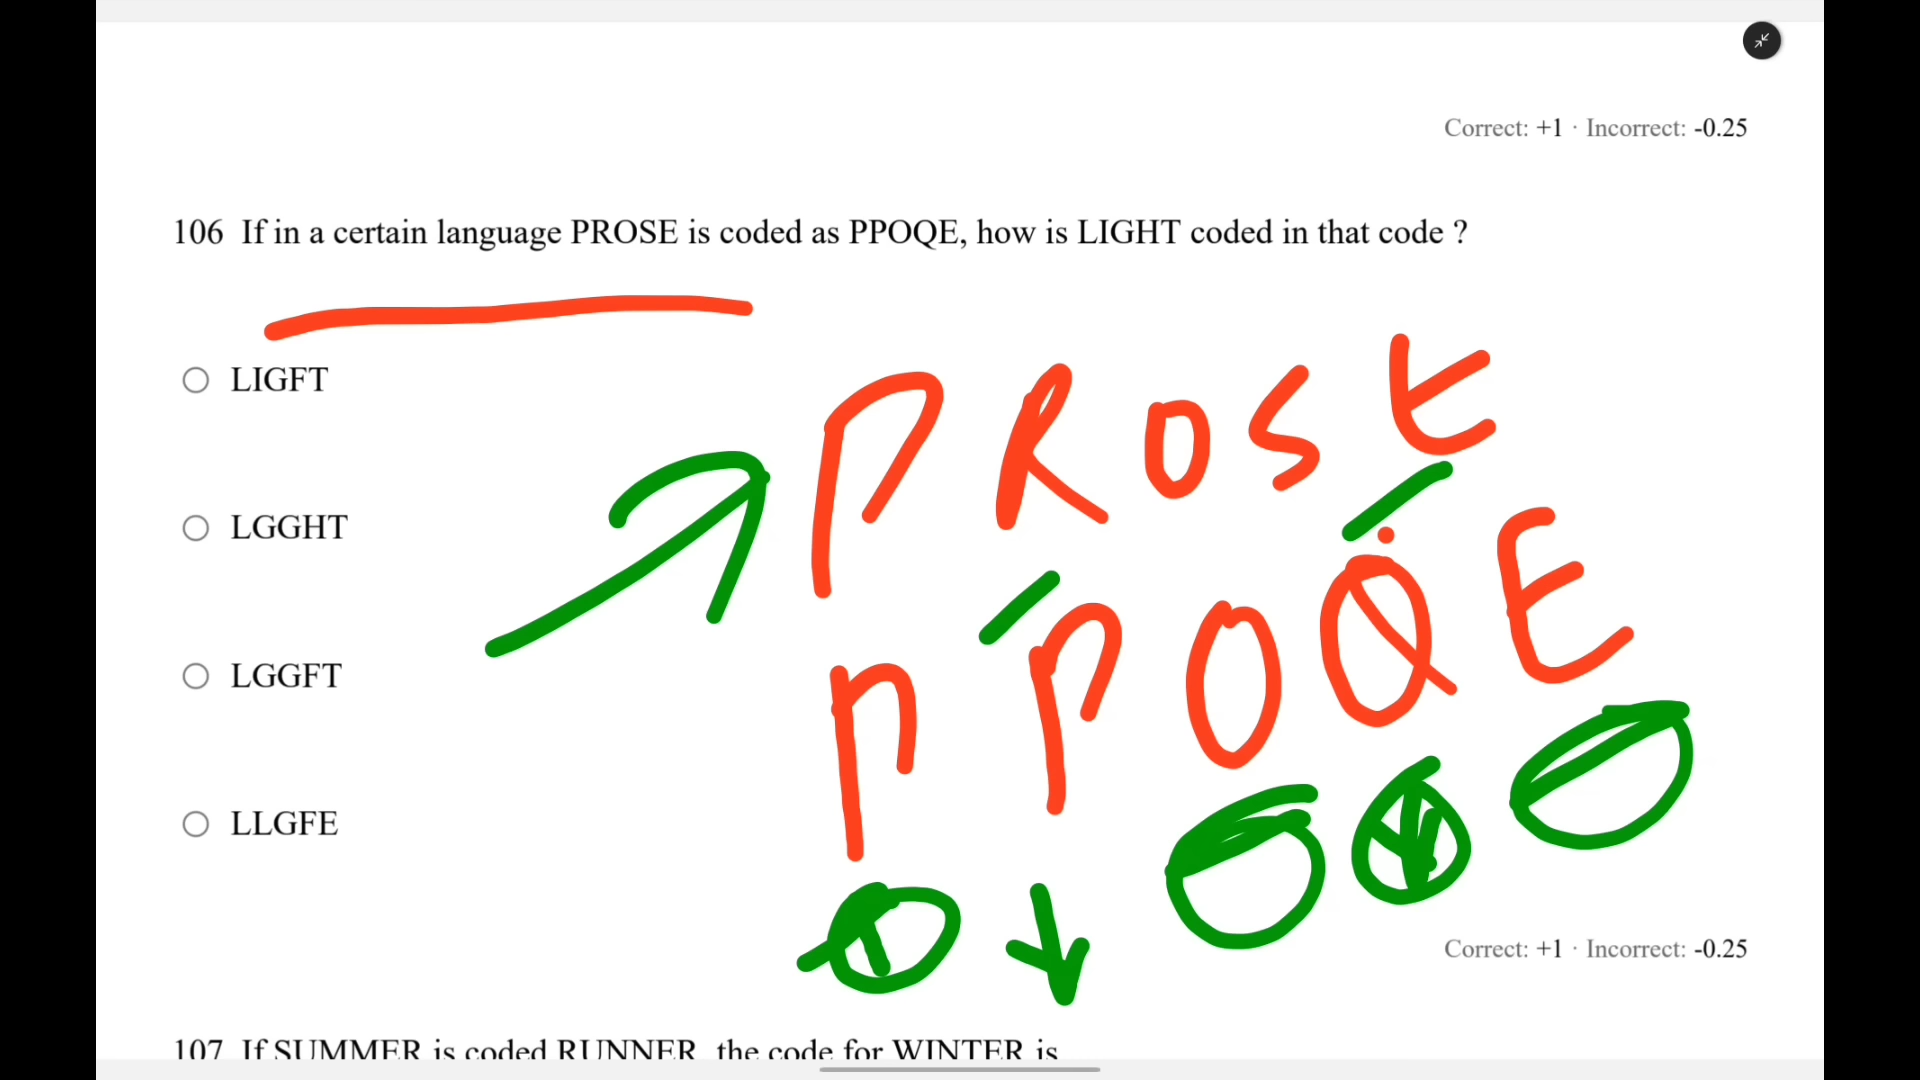 Correct: +1 · Incorrect: -0.25
106 If in a certain language PROSE is coded as PPOQE, how is LIGHT coded in that code ?
LIGFT
PROSE
LGGHT
PPOQE
LGGFT
LLGFE
Correct: +1 · Incorrect: -0.25
107 If SUMMER is coded RUNNER, the code for WINTER is